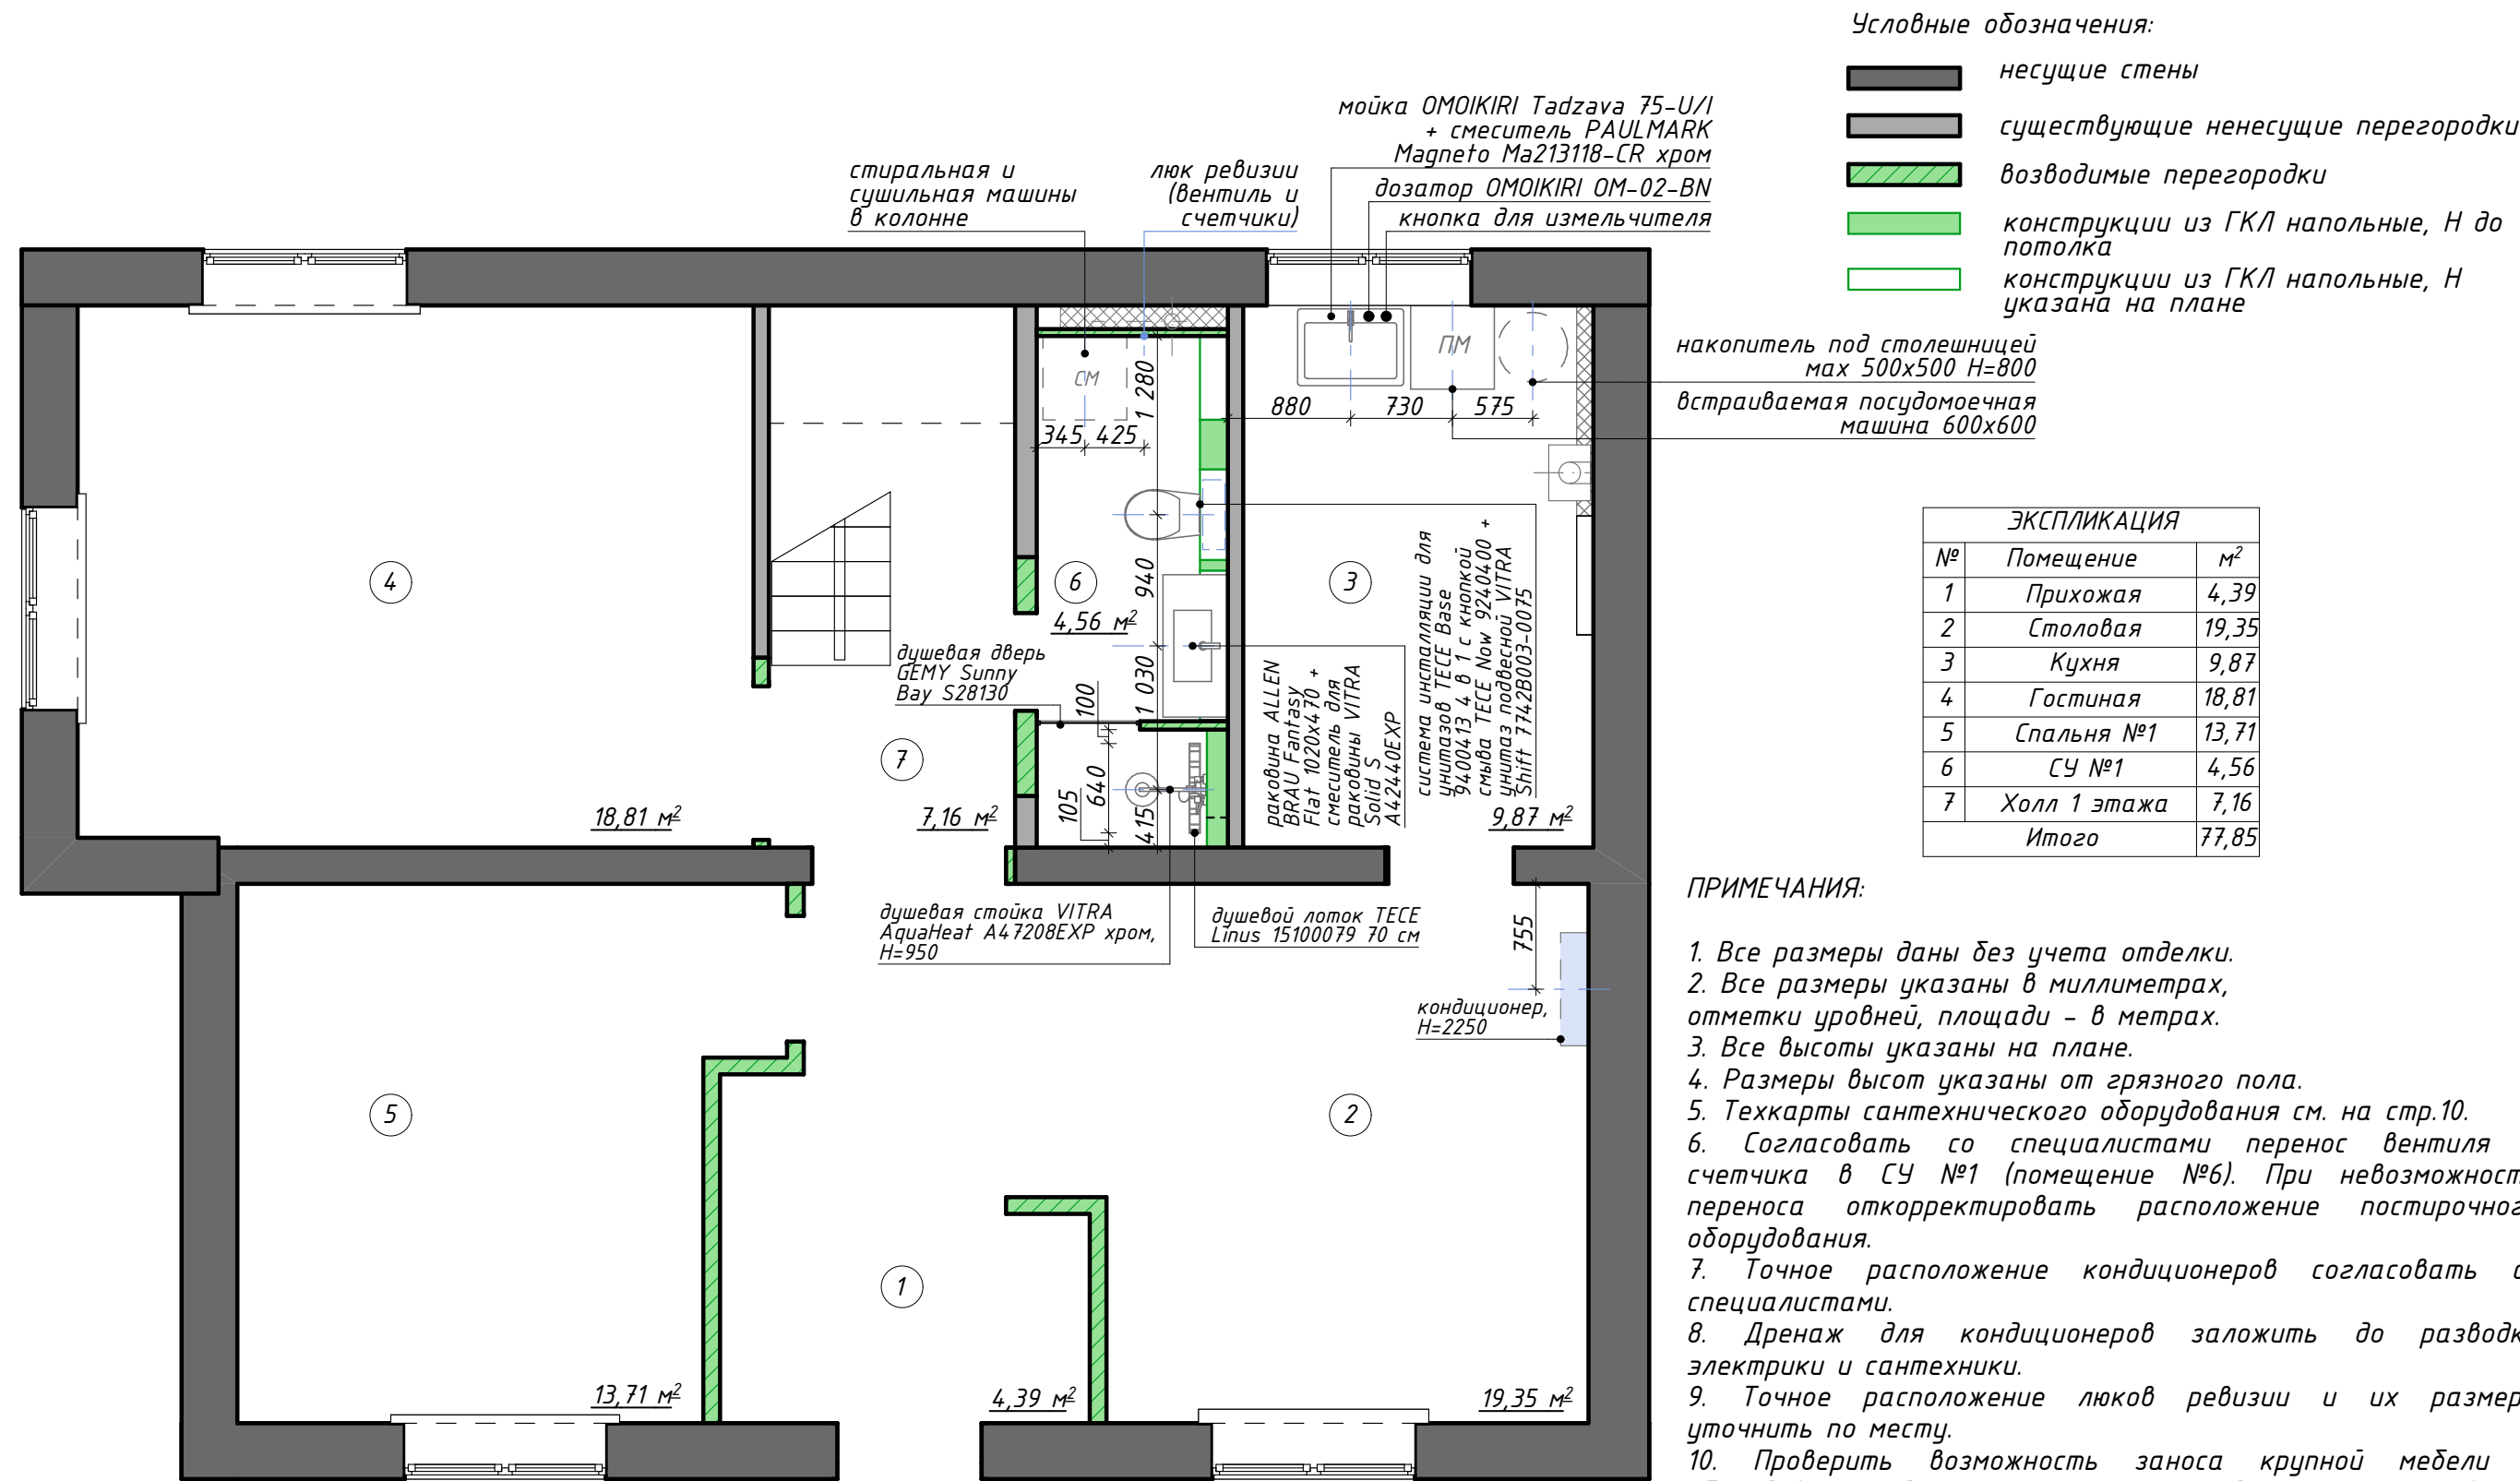 Условные обозначения:
несущие стены
существующие ненесущие перегородки
возводимые перегородки
конструкции из ГКЛ напольные, Н до
потолка
конструкции из ГКЛ напольные, Н
указана на плане
мойка OMOIKIRI Tadzava 75-U/I
+ смеситель PAULMARK
Magneto Ma213118-CR хром
дозатор OMOIKIRI OM-02-BN
кнопка для измельчителя
стиральная и
сушильная машины
в колонне
люк ревизии
(вентиль и
счетчики)
накопитель под столешницей
мах 500х500 Н=800
встраиваемая посудомоечная
машина 600х600
ПМ
СМ
880
730
575
345
425
1 280
940
1 030
100
640
105
415
755
4
6
3
7
5
2
1
4,56 м²
18,81 м²
7,16 м²
9,87 м²
13,71 м²
4,39 м²
19,35 м²
душевая дверь
GEMY Sunny
Bay S28130
раковина ALLEN
BRAU Fantasy
Flat 1020x470 +
смеситель для
раковины VITRA
Solid S
A42440EXP
система инсталляции для
унитазов TECE Base
9400413 4 в 1 с кнопкой
смыва TECE Now 9240400 +
унитаз подвесной VITRA
Shift 7742B003-0075
душевая стойка VITRA
AquaHeat A47208EXP хром,
Н=950
душевой лоток TECE
Linus 15100079 70 см
кондиционер,
Н=2250
ЭКСПЛИКАЦИЯ
№ Помещение м²
1 Прихожая 4,39
2 Столовая 19,35
3 Кухня 9,87
4 Гостиная 18,81
5 Спальня №1 13,71
6 СУ №1 4,56
7 Холл 1 этажа 7,16
Итого 77,85
ПРИМЕЧАНИЯ:
1. Все размеры даны без учета отделки.
2. Все размеры указаны в миллиметрах,
отметки уровней, площади - в метрах.
3. Все высоты указаны на плане.
4. Размеры высот указаны от грязного пола.
5. Техкарты сантехнического оборудования см. на стр.10.
6. Согласовать со специалистами перенос вентиля
счетчика в СУ №1 (помещение №6). При невозможност
переноса откорректировать расположение постирочног
оборудования.
7. Точное расположение кондиционеров согласовать с
специалистами.
8. Дренаж для кондиционеров заложить до разводк
электрики и сантехники.
9. Точное расположение люков ревизии и их размер
уточнить по месту.
10. Проверить возможность заноса крупной мебели